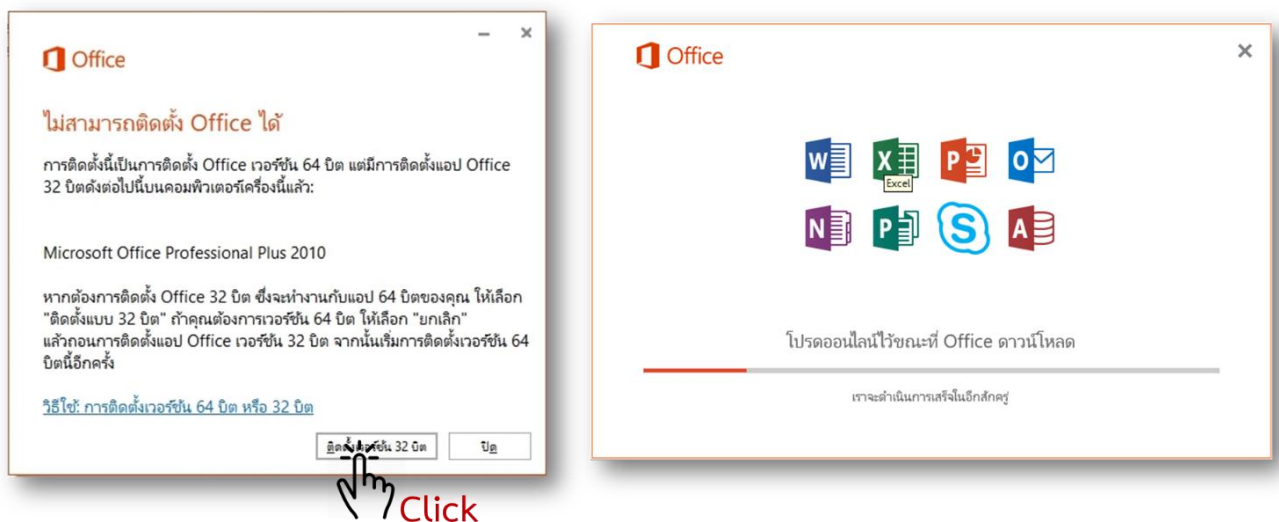 Office
ไม่สามารถติดตั้ง Office ได้
การติดตั้งนี้เป็นการติดตั้ง Office เวอร์ชัน 64 บิต แต่มีการติดตั้งแอป Office
32 บิตดังต่อไปนี้บนคอมพิวเตอร์เครื่องนี้แล้ว:
Microsoft Office Professional Plus 2010
หากต้องการติดตั้ง Office 32 บิต ซึ่งจะทำงานกับแอป 64 บิตของคุณ ให้เลือก
"ติดตั้งแบบ 32 บิต" ถ้าคุณต้องการเวอร์ชัน 64 บิต ให้เลือก "ยกเลิก"
แล้วถอนการติดตั้งแอป Office เวอร์ชัน 32 บิต จากนั้นเริ่มการติดตั้งเวอร์ชัน 64
บิตนี้อีกครั้ง
วิธีใช้: การติดตั้งเวอร์ชัน 64 บิต หรือ 32 บิต
ติดตั้งเวอร์ชัน 32 บิต ปิด
Click
Office
W X P O
Excel
N P S A
โปรดออนไลน์ไว้ขณะที่ Office ดาวน์โหลด
เราจะดำเนินการเสร็จในอีกสักครู่